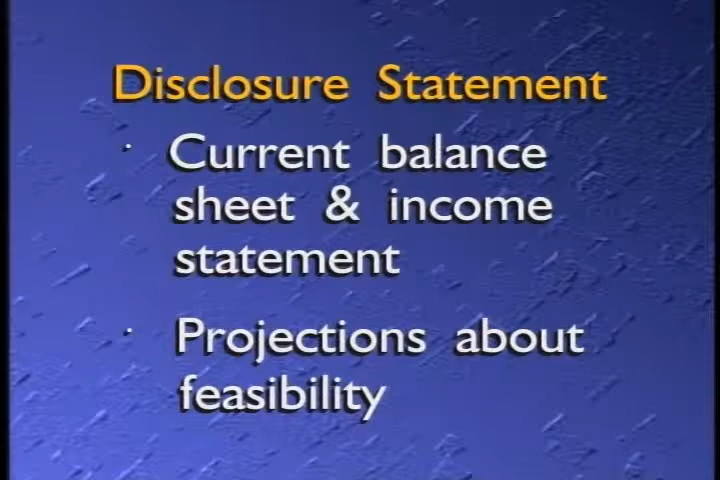 Disclosure Statement
· Current balance
sheet & income
statement
· Projections about
feasibility